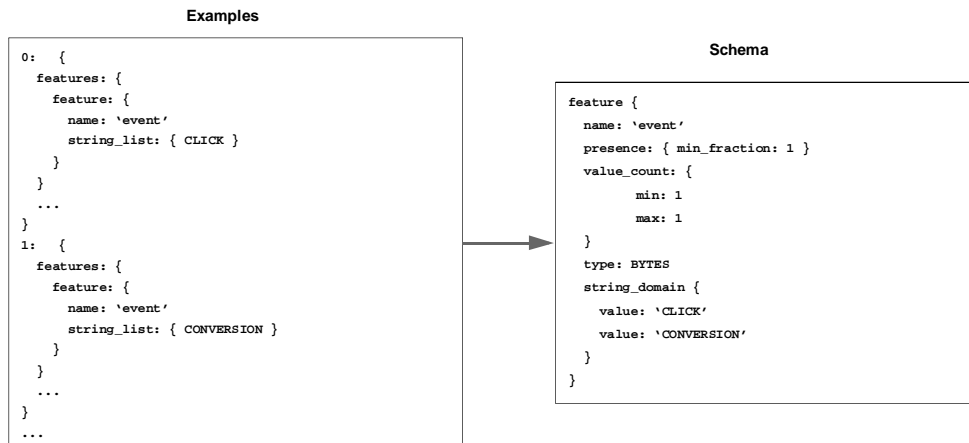 Examples
0:   {
  features: {
    feature: {
      name: ‘event’
      string_list: { CLICK }
    }
  }
  ...
}
1:   {
  features: {
    feature: {
      name: ‘event’
      string_list: { CONVERSION }
    }
  }
  ...
}
...
Schema
feature {
  name: ‘event’
  presence: { min_fraction: 1 }
  value_count: {
        min: 1
        max: 1
  }
  type: BYTES
  string_domain {
    value: ‘CLICK’
    value: ‘CONVERSION’
  }
}